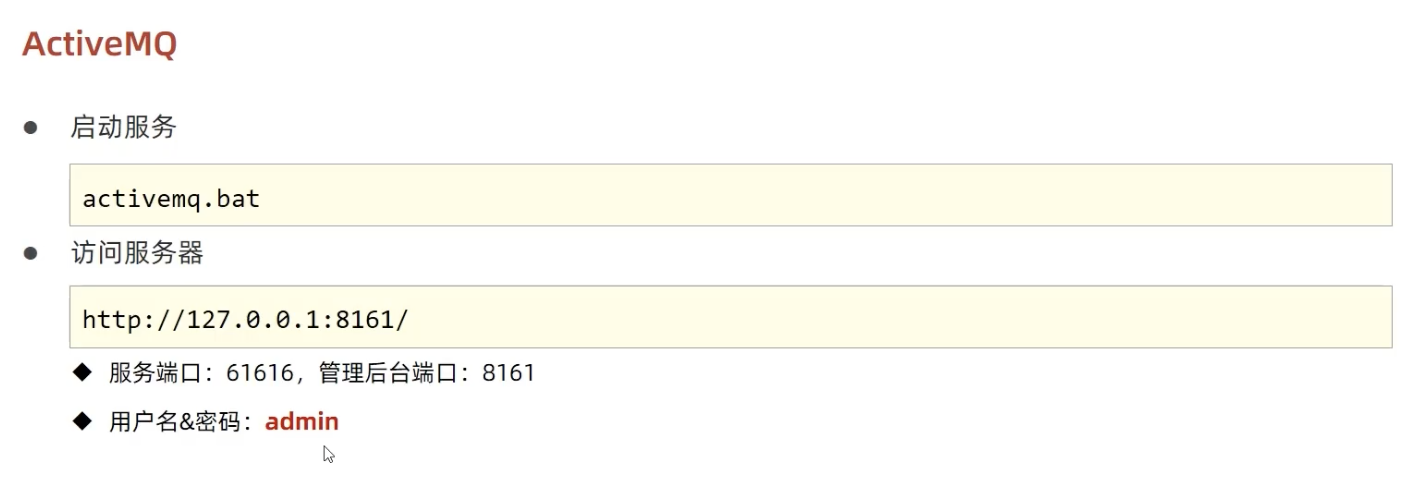 ActiveMQ
启动服务
activemq.bat
访问服务器
http://127.0.0.1:8161/
服务端口：61616，管理后台端口：8161
用户名&密码：admin